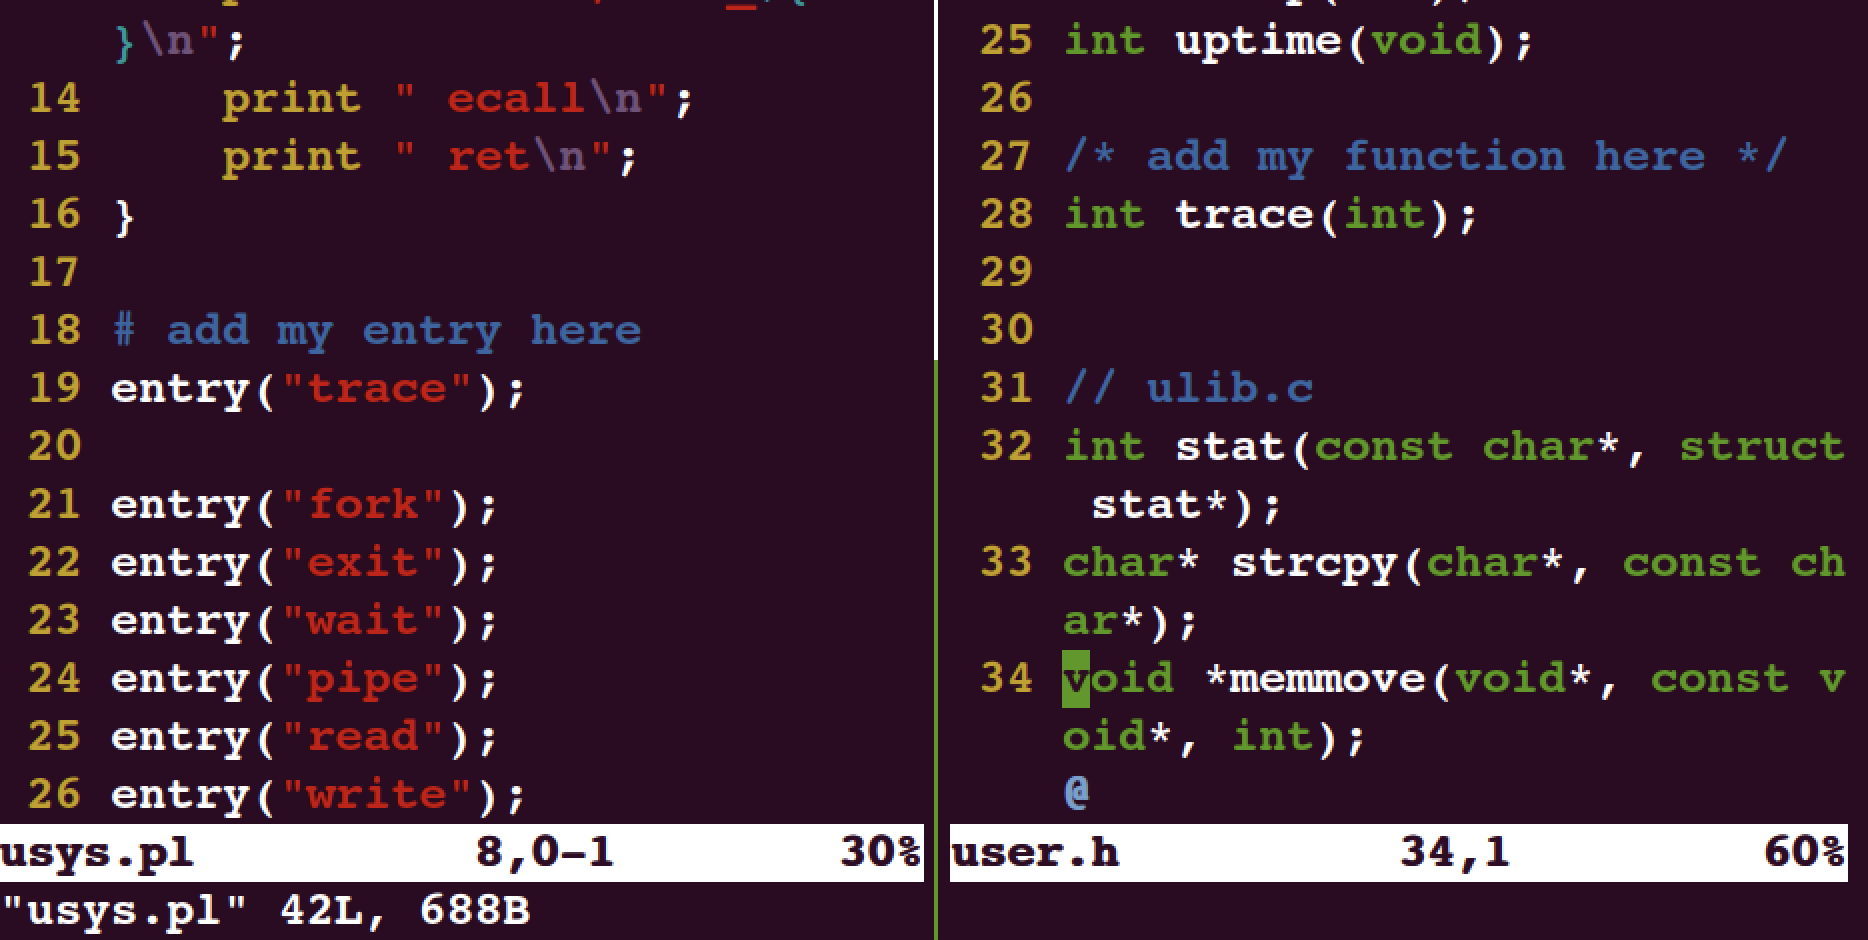 }\n";
14 print " ecall\n";
15 print " ret\n";
16 }
17
18 # add my entry here
19 entry("trace");
20
21 entry("fork");
22 entry("exit");
23 entry("wait");
24 entry("pipe");
25 entry("read");
26 entry("write");
usys.pl 8,0-1 30%
"usys.pl" 42L, 688B
25 int uptime(void);
26
27 /* add my function here */
28 int trace(int);
29
30
31 // ulib.c
32 int stat(const char*, struct
stat*);
33 char* strcpy(char*, const ch
ar*);
34 void *memmove(void*, const v
oid*, int);
@
user.h 34,1 60%